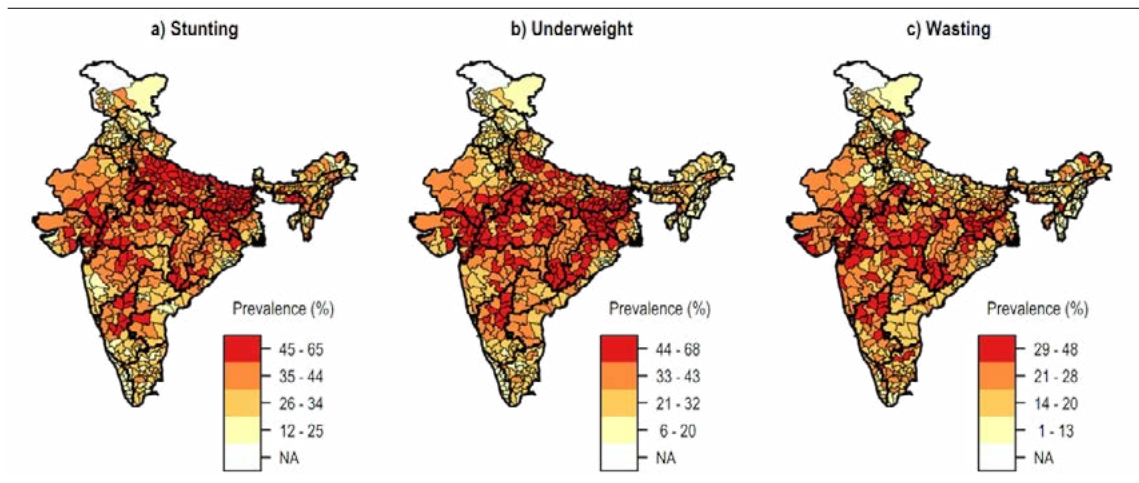 a) Stunting
b) Underweight
c) Wasting
Prevalence (%)
45 - 65
35 - 44
26 - 34
12 - 25
NA
Prevalence (%)
44 - 68
33 - 43
21 - 32
6 - 20
NA
Prevalence (%)
29 - 48
21 - 28
14 - 20
1 - 13
NA